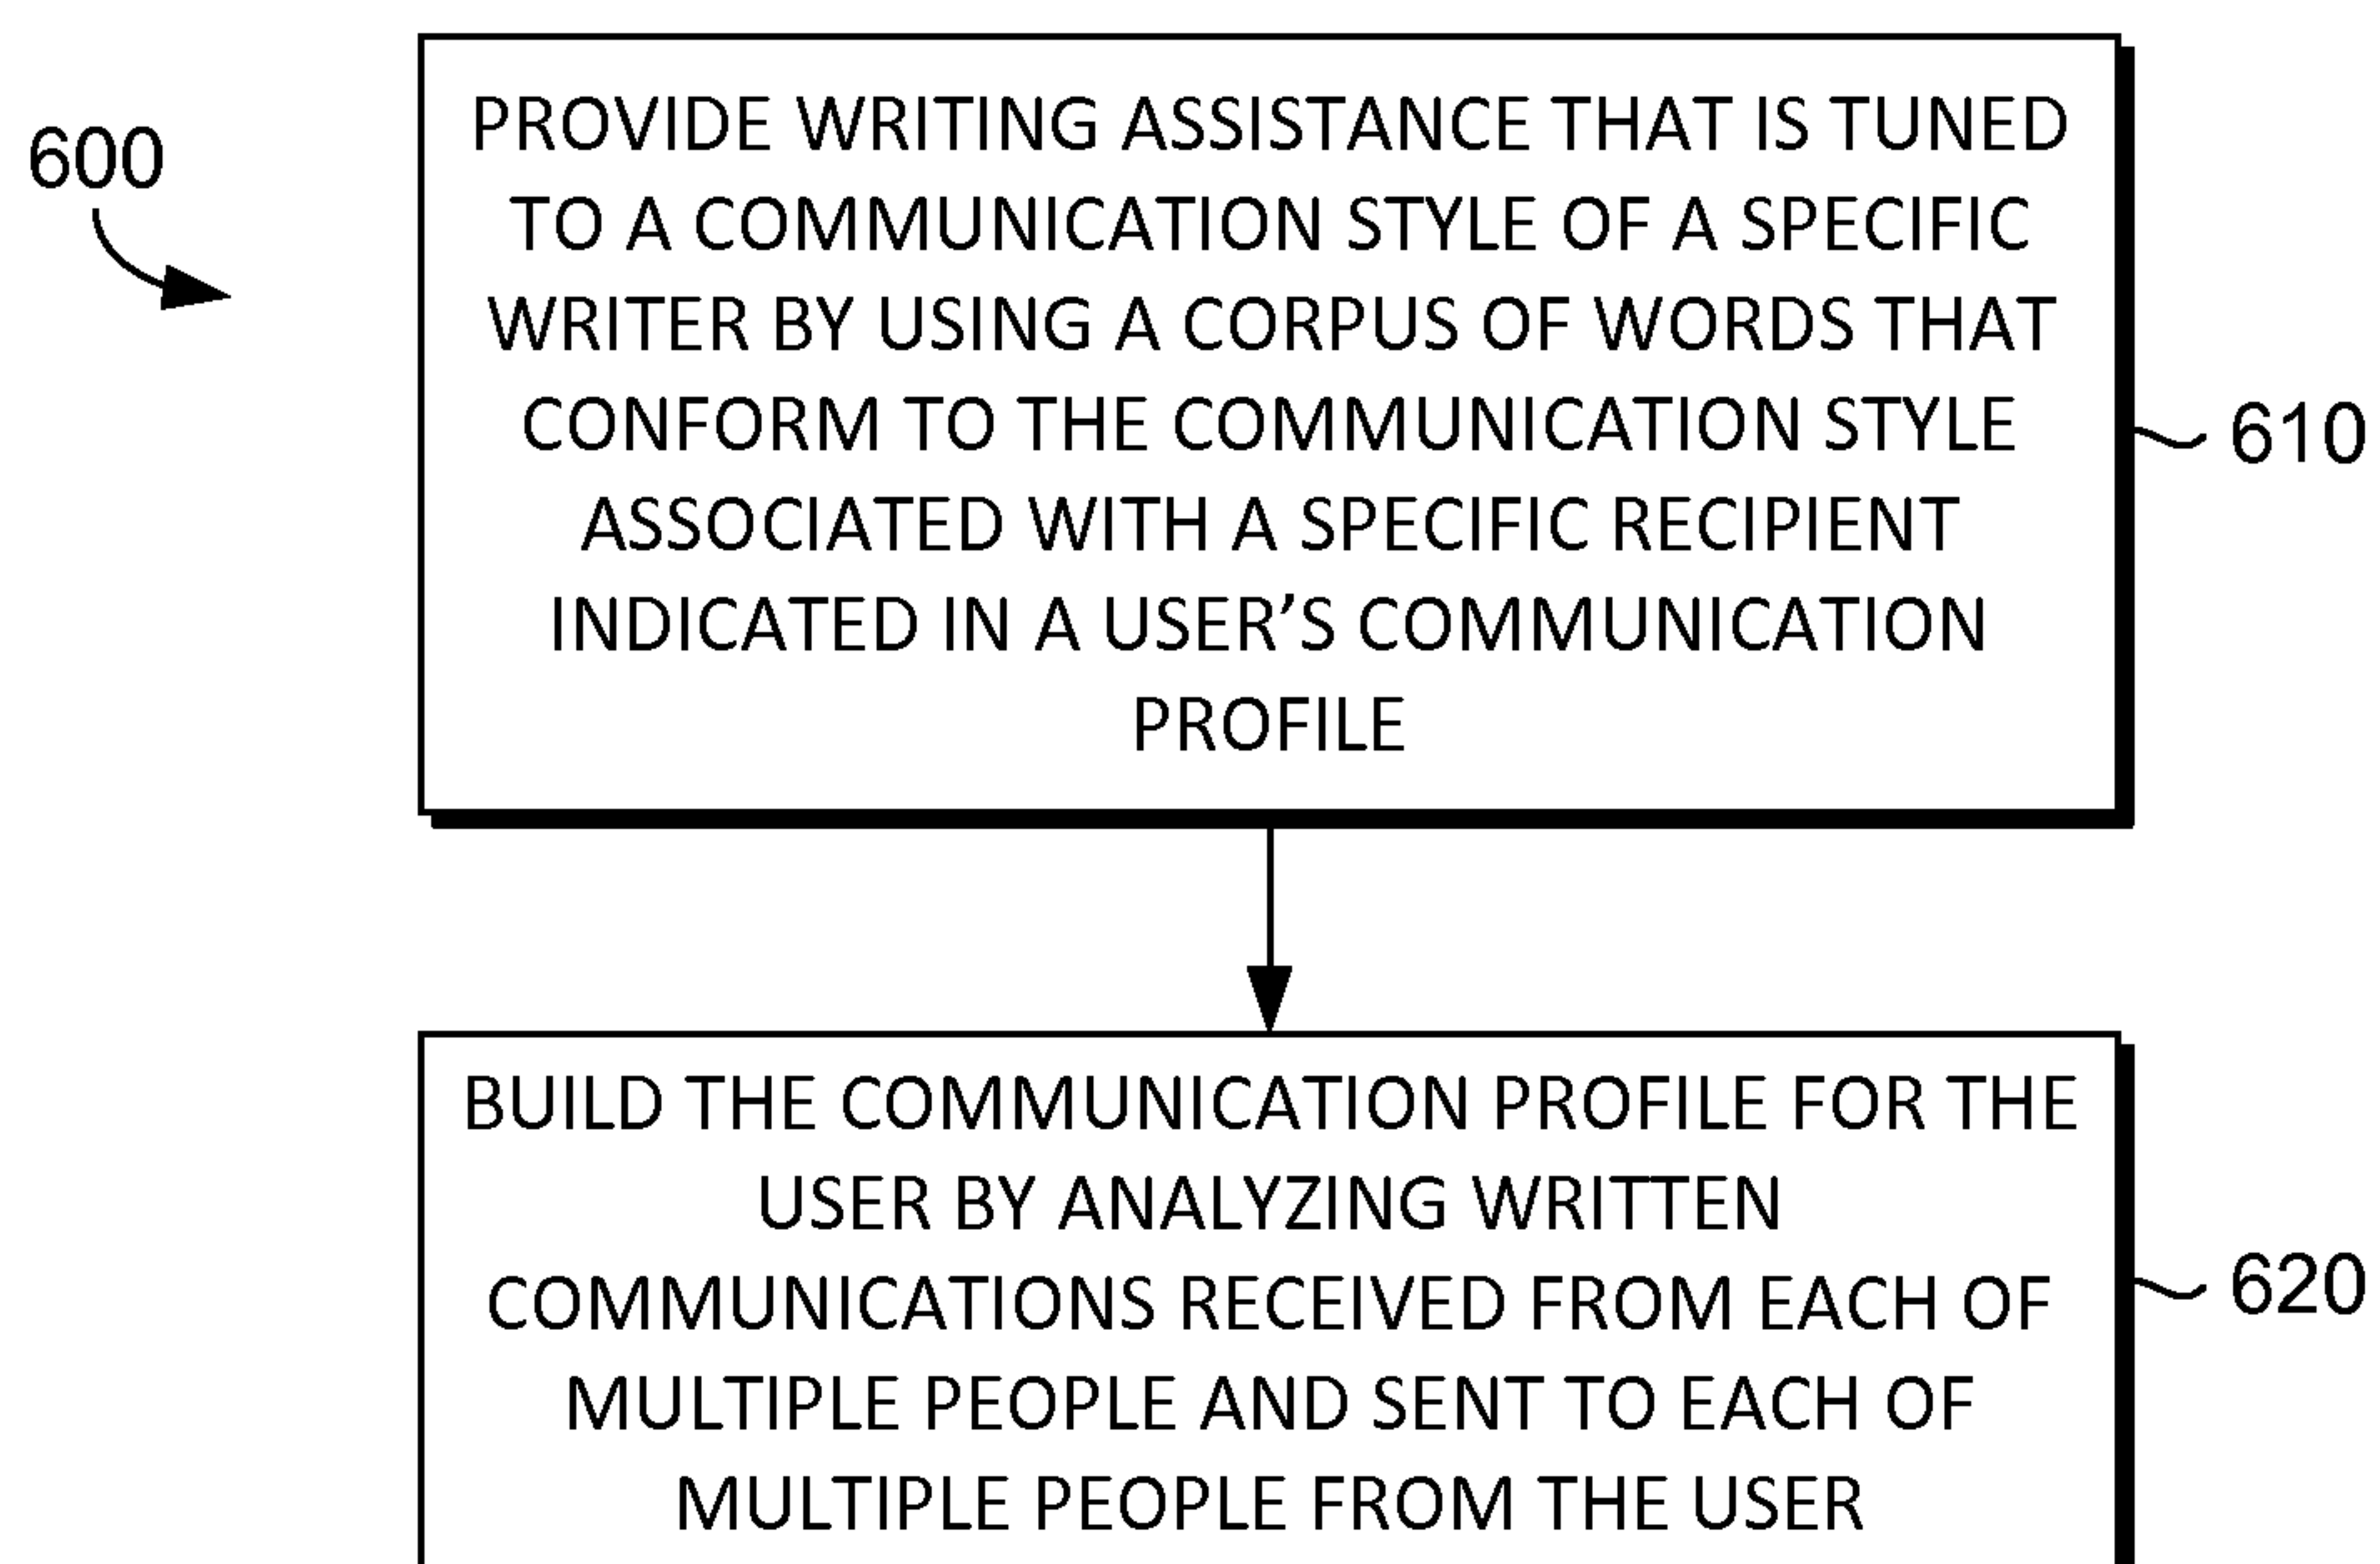 600
PROVIDE WRITING ASSISTANCE THAT IS TUNED
TO A COMMUNICATION STYLE OF A SPECIFIC
WRITER BY USING A CORPUS OF WORDS THAT
CONFORM TO THE COMMUNICATION STYLE
ASSOCIATED WITH A SPECIFIC RECIPIENT
INDICATED IN A USER’S COMMUNICATION
PROFILE
610
BUILD THE COMMUNICATION PROFILE FOR THE
USER BY ANALYZING WRITTEN
COMMUNICATIONS RECEIVED FROM EACH OF
MULTIPLE PEOPLE AND SENT TO EACH OF
MULTIPLE PEOPLE FROM THE USER
620